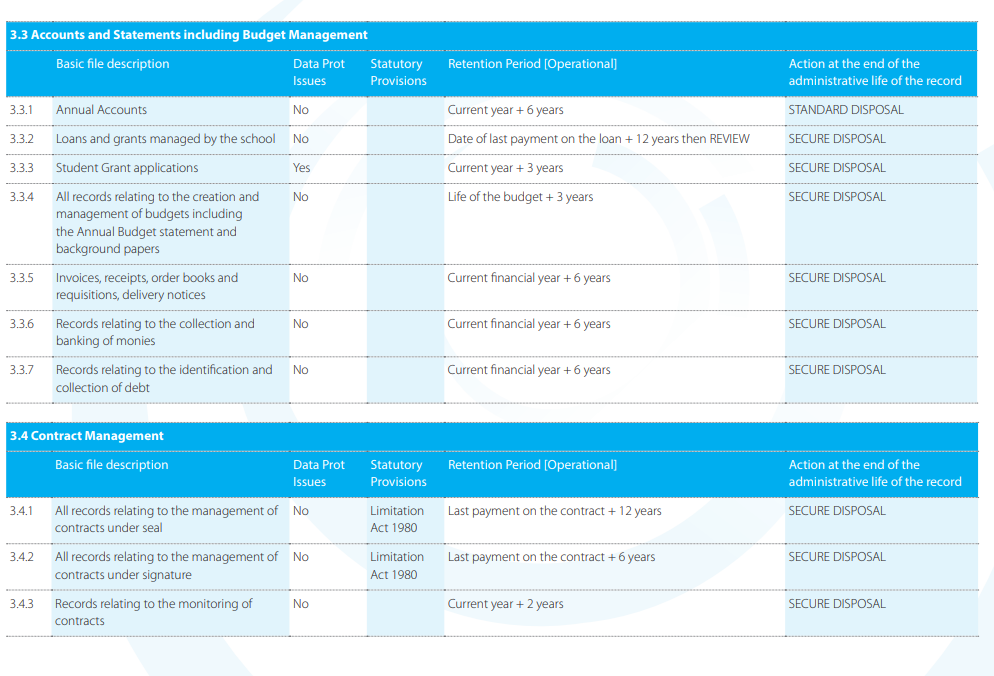 3.3 Accounts and Statements including Budget Management
Basic file description Data Prot Issues Statutory Provisions Retention Period [Operational] Action at the end of the administrative life of the record
3.3.1 Annual Accounts No Current year + 6 years STANDARD DISPOSAL
3.3.2 Loans and grants managed by the school No Date of last payment on the loan + 12 years then REVIEW SECURE DISPOSAL
3.3.3 Student Grant applications Yes Current year + 3 years SECURE DISPOSAL
3.3.4 All records relating to the creation and No Life of the budget + 3 years SECURE DISPOSAL
management of budgets including
the Annual Budget statement and
background papers
3.3.5 Invoices, receipts, order books and No Current financial year + 6 years SECURE DISPOSAL
requisitions, delivery notices
3.3.6 Records relating to the collection and No Current financial year + 6 years SECURE DISPOSAL
banking of monies
3.3.7 Records relating to the identification and No Current financial year + 6 years SECURE DISPOSAL
collection of debt
3.4 Contract Management
Basic file description Data Prot Issues Statutory Provisions Retention Period [Operational] Action at the end of the administrative life of the record
3.4.1 All records relating to the management of No Limitation Last payment on the contract + 12 years SECURE DISPOSAL
contracts under seal Act 1980
3.4.2 All records relating to the management of No Limitation Last payment on the contract + 6 years SECURE DISPOSAL
contracts under signature Act 1980
3.4.3 Records relating to the monitoring of No Current year + 2 years SECURE DISPOSAL
contracts